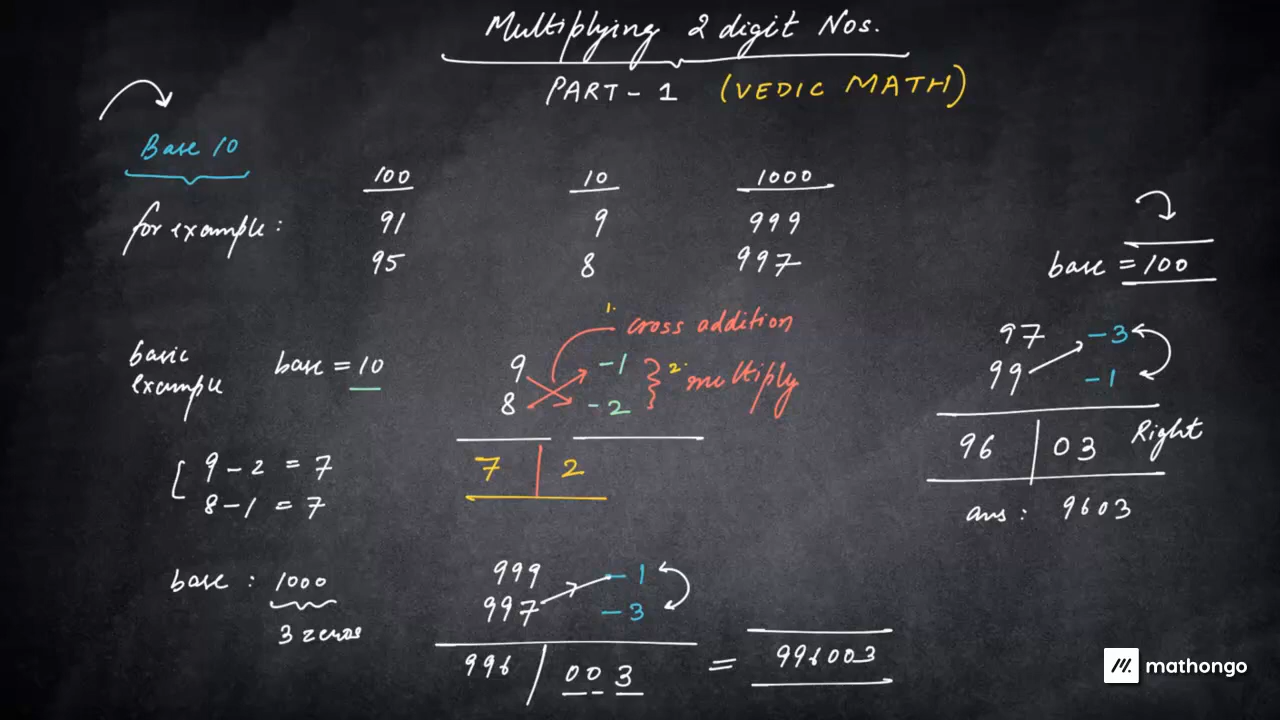 Multiplying 2 digit Nos.
PART - 1 (VEDIC MATH)
Base 10
100 10 1000
for example: 91 9 999
95 8 997
base = 100
1. cross addition
97 -3
99 -1
96 | 03 Right
ans: 9603
basic example base = 10
9 -1
8 -2
2. multiply
7 | 2
9 - 2 = 7
8 - 1 = 7
base: 1000
3 zeros
999 -1
997 -3
996 / 003 = 996003
mathongo